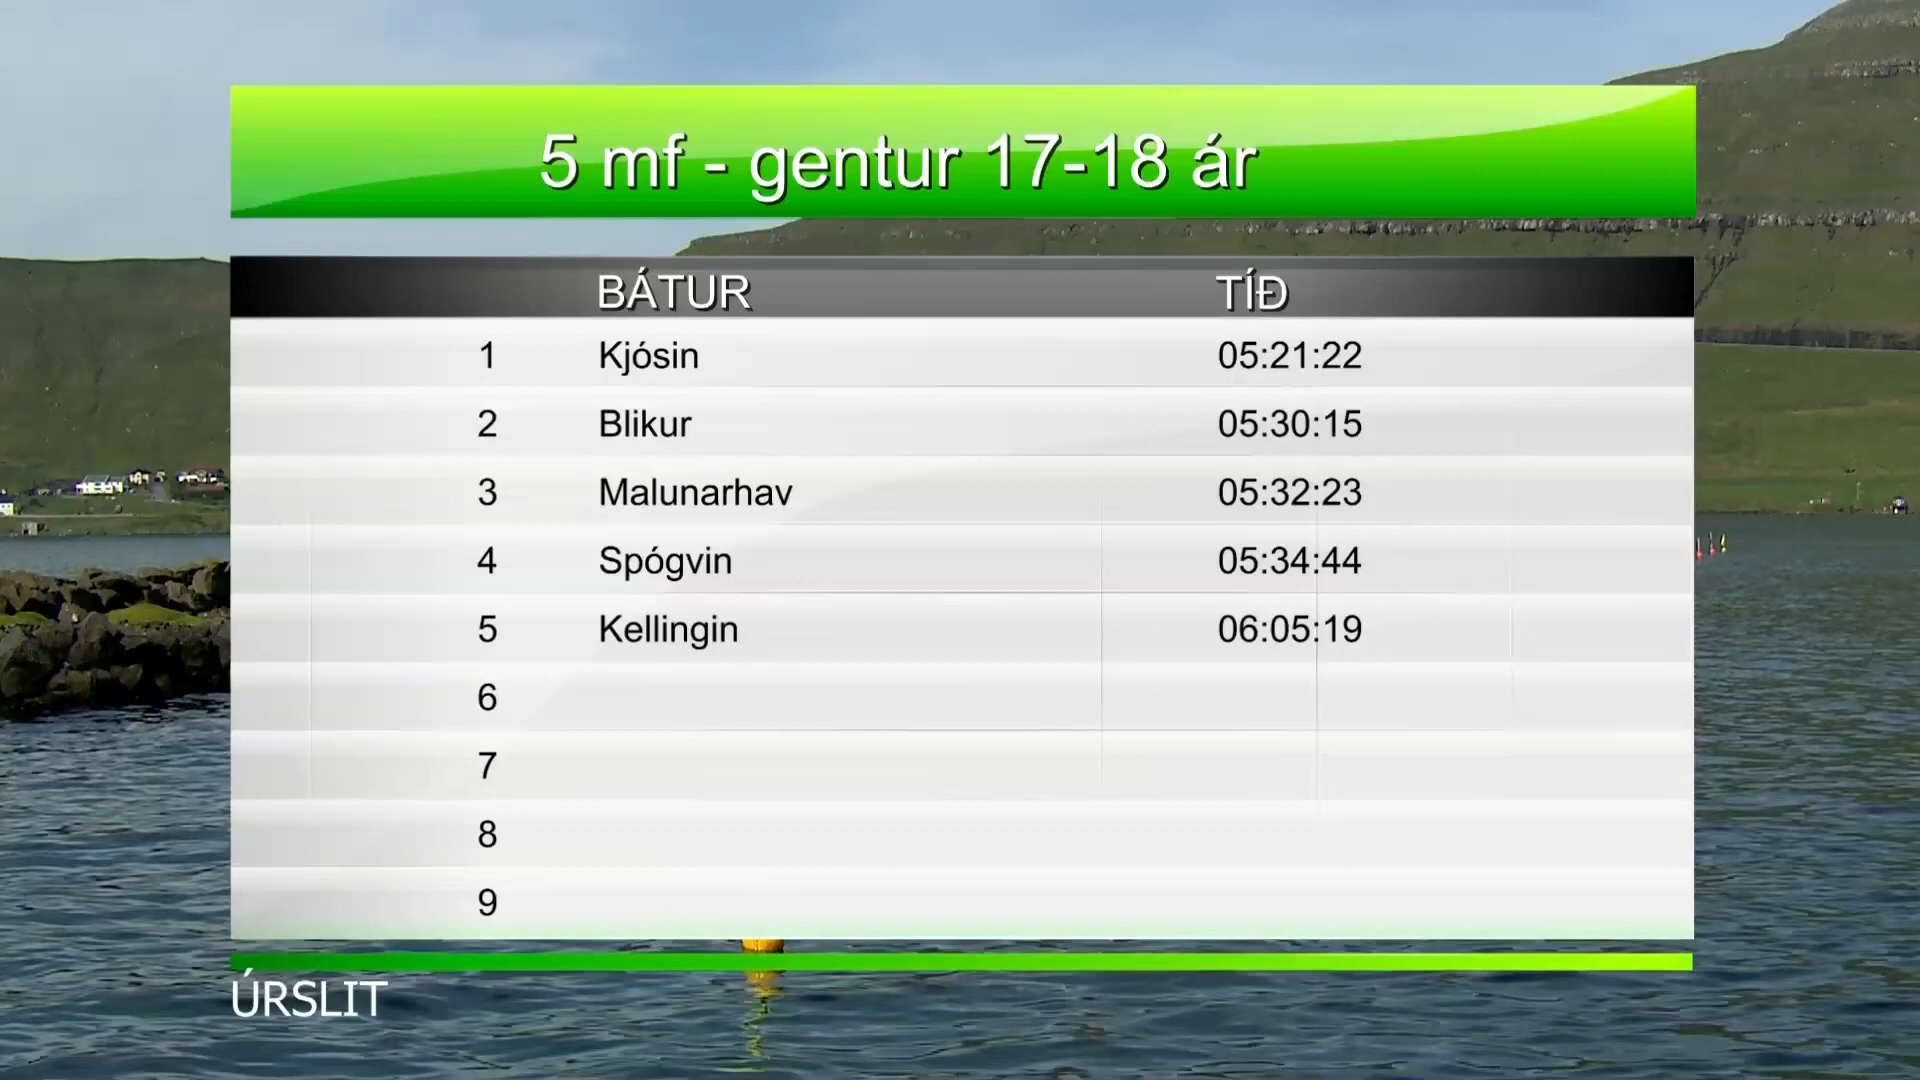 5 mf - gentur 17-18 ár
BÁTUR TÍÐ
1 Kjósin 05:21:22
2 Blikur 05:30:15
3 Malunarhav 05:32:23
4 Spógvin 05:34:44
5 Kellingin 06:05:19
6
7
8
9
ÚRSLIT